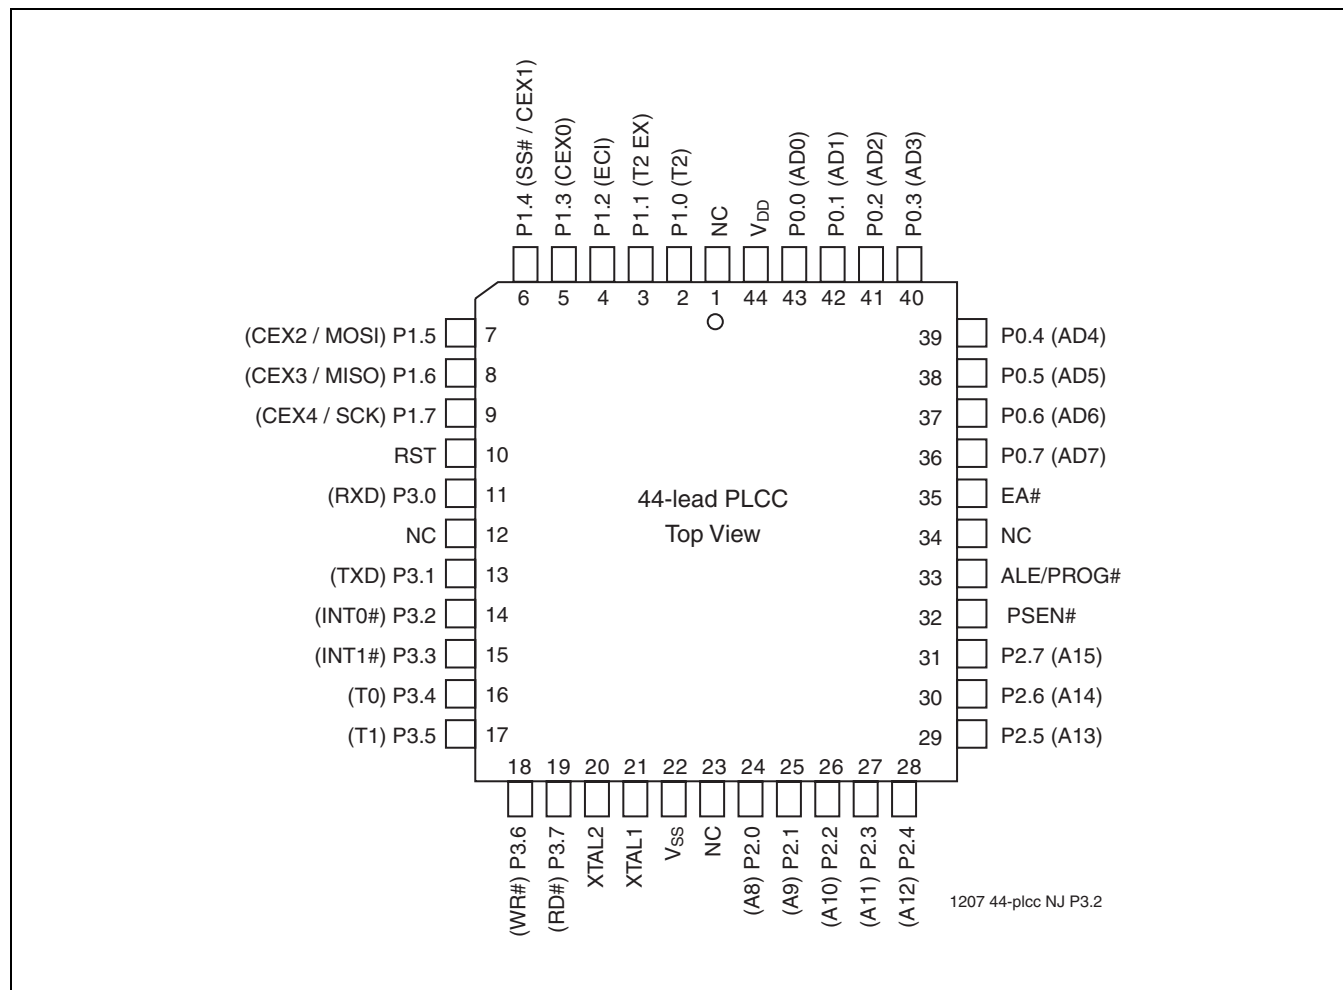 P1.4 (SS# / CEX1)
P1.3 (CEX0)
P1.2 (ECI)
P1.1 (T2 EX)
P1.0 (T2)
NC
VDD
P0.0 (AD0)
P0.1 (AD1)
P0.2 (AD2)
P0.3 (AD3)
6 5 4 3 2 1 44 43 42 41 40
(CEX2 / MOSI) P1.5 7
39 P0.4 (AD4)
(CEX3 / MISO) P1.6 8
38 P0.5 (AD5)
(CEX4 / SCK) P1.7 9
37 P0.6 (AD6)
RST 10
36 P0.7 (AD7)
(RXD) P3.0 11
35 EA#
NC 12
34 NC
(TXD) P3.1 13
33 ALE/PROG#
(INT0#) P3.2 14
32 PSEN#
(INT1#) P3.3 15
31 P2.7 (A15)
(T0) P3.4 16
30 P2.6 (A14)
(T1) P3.5 17
29 P2.5 (A13)
44-lead PLCC
Top View
18 19 20 21 22 23 24 25 26 27 28
(WR#) P3.6
(RD#) P3.7
XTAL2
XTAL1
VSS
NC
(A8) P2.0
(A9) P2.1
(A10) P2.2
(A11) P2.3
(A12) P2.4
1207 44-plcc NJ P3.2